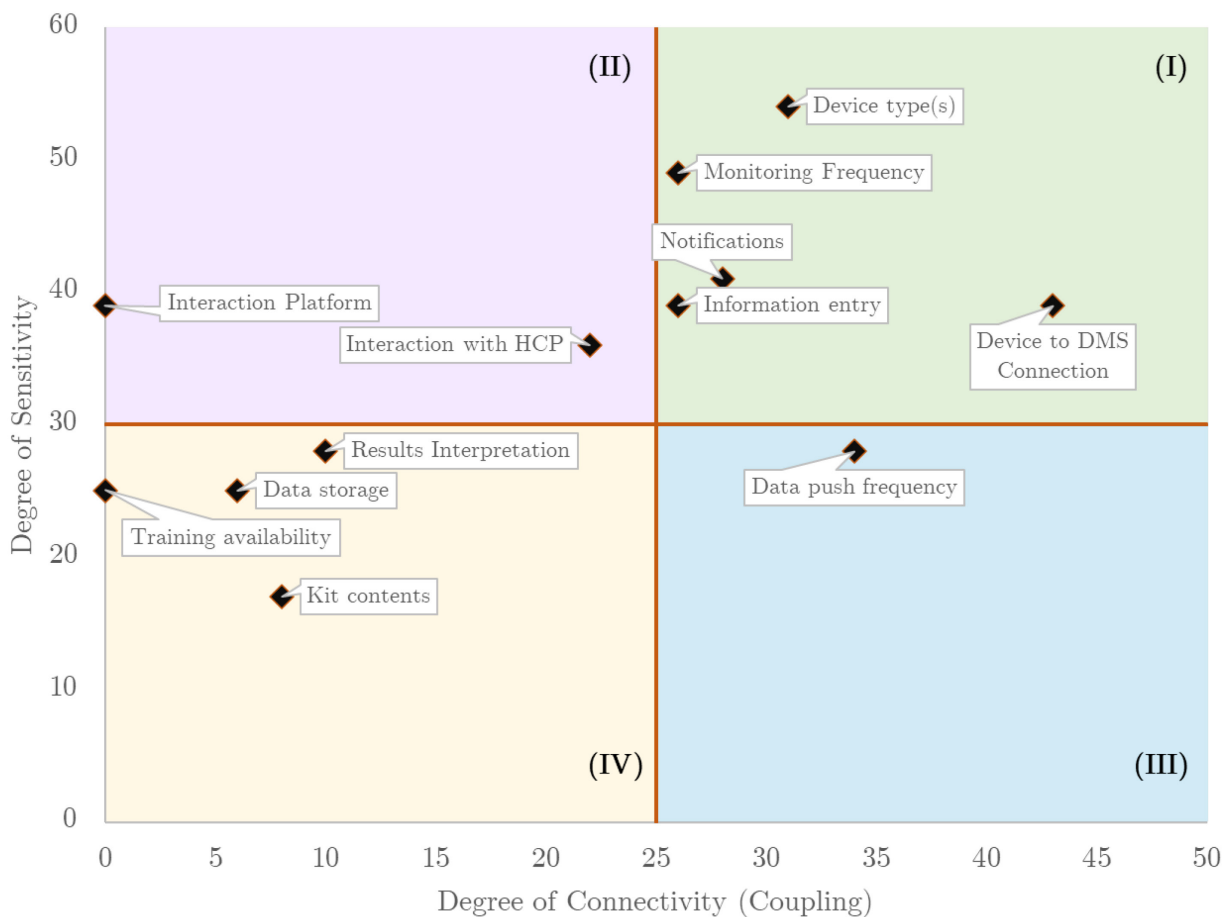 60
50
40
30
20
10
0
Degree of Sensitivity
(II)
(I)
Device type(s)
Monitoring Frequency
Notifications
Interaction Platform
Information entry
Interaction with HCP
Device to DMS
Connection
Results Interpretation
Data storage
Data push frequency
Training availability
Kit contents
(IV)
(III)
0 5 10 15 20 25 30 35 40 45 50
Degree of Connectivity (Coupling)